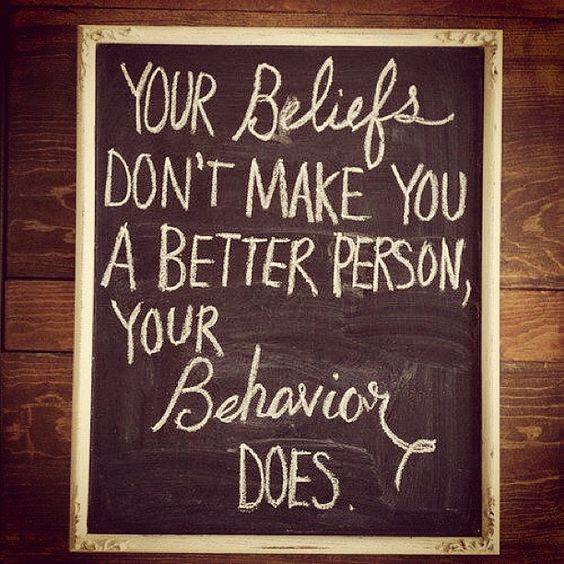 YOUR Beliefs
DON'T MAKE YOU
A BETTER PERSON,
YOUR
Behavior
DOES.